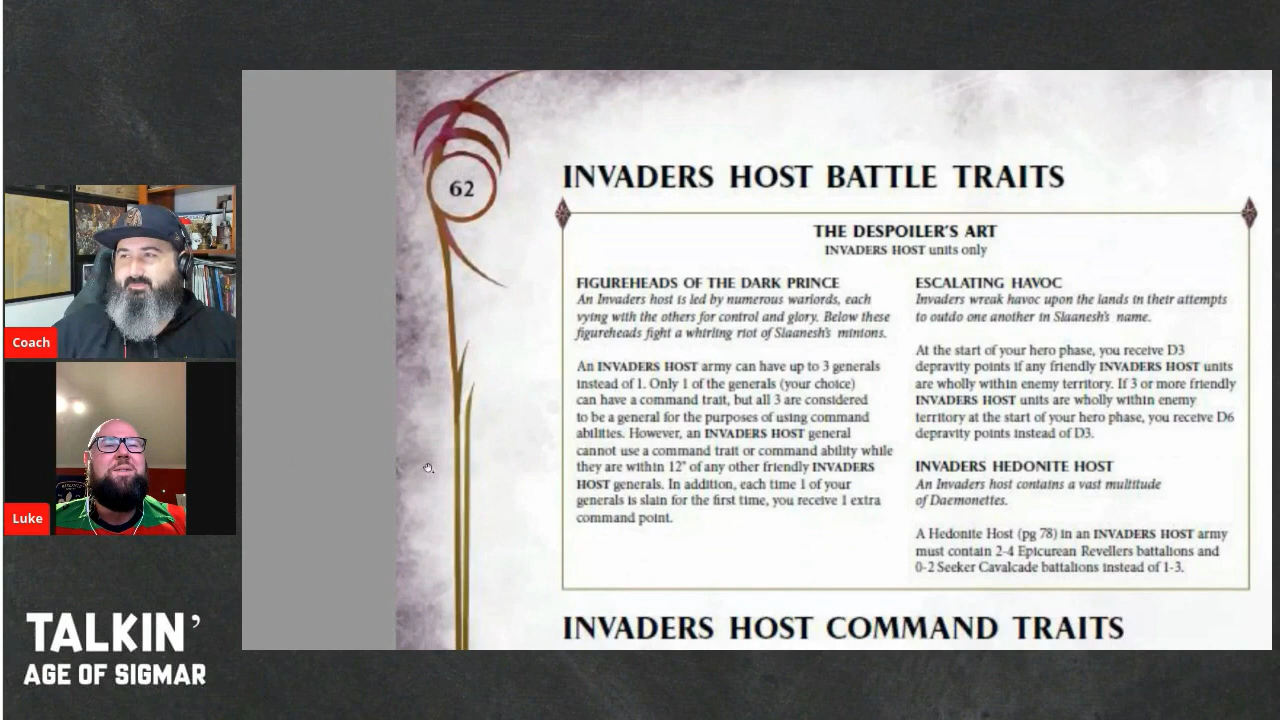 Coach
Luke
TALKIN'
AGE OF SIGMAR
62
INVADERS HOST BATTLE TRAITS
THE DESPOILER'S ART
INVADERS HOST units only
FIGUREHEADS OF THE DARK PRINCE
An Invaders host is led by numerous warlords, each
vying with the others for control and glory. Below these
figureheads fight a whirling riot of Slaanesh's minions.
An INVADERS HOST army can have up to 3 generals
instead of 1. Only 1 of the generals (your choice)
can have a command trait, but all 3 are considered
to be a general for the purposes of using command
abilities. However, an INVADERS HOST general
cannot use a command trait or command ability while
they are within 12" of any other friendly INVADERS
HOST generals. In addition, each time 1 of your
generals is slain for the first time, you receive 1 extra
command point.
ESCALATING HAVOC
Invaders wreak havoc upon the lands in their attempts
to outdo one another in Slaanesh's name.
At the start of your hero phase, you receive D3
depravity points if any friendly INVADERS HOST units
are wholly within enemy territory. If 3 or more friendly
INVADERS HOST units are wholly within enemy
territory at the start of your hero phase, you receive D6
depravity points instead of D3.
INVADERS HEDONITE HOST
An Invaders host contains a vast multitude
of Daemonettes.
A Hedonite Host (pg 78) in an INVADERS HOST army
must contain 2-4 Epicurean Revellers battalions and
0-2 Seeker Cavalcade battalions instead of 1-3.
INVADERS HOST COMMAND TRAITS